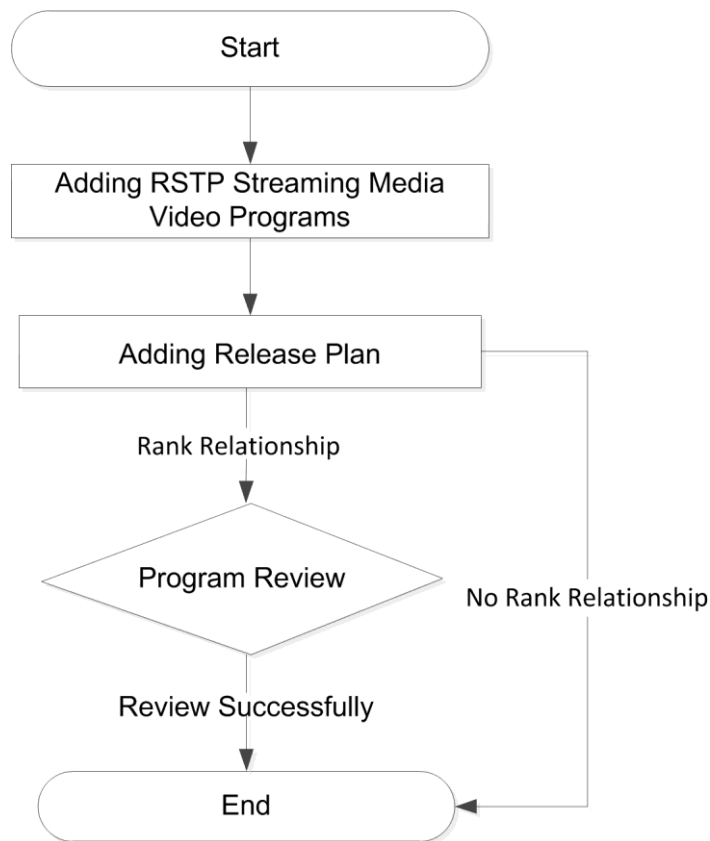 Start
Adding RSTP Streaming Media
Video Programs
Adding Release Plan
Rank Relationship
Program Review
No Rank Relationship
Review Successfully
End